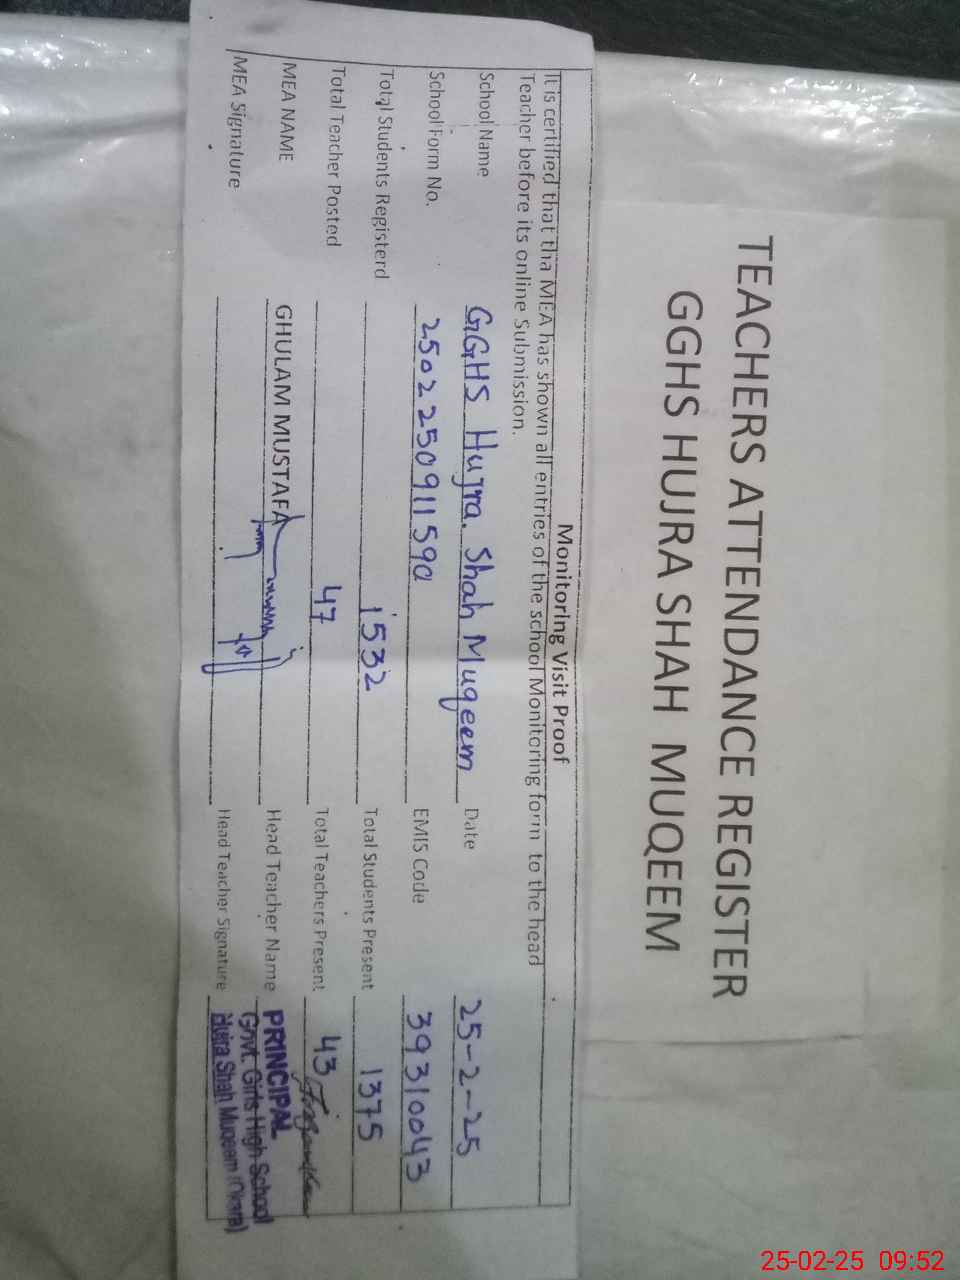 TEACHERS ATTENDANCE REGISTER
GGHS HUJRA SHAH MUQEEM
Monitoring Visit Proof
It is certified that tha MEA has shown all entries of the school Monitoring form to the head
Teacher before its online Submission.
School Name GGHS Hujra Shah Muqeem Date 25-2-25
School Form No. 2502250911590 EMIS Code 39310043
Total Students Registerd 1532 Total Students Present 1375
Total Teacher Posted 47 Total Teachers Present 43
MEA NAME GHULAM MUSTAFA Head Teacher Name PRINCIPAL
Govt. Girls High School
MEA Signature Head Teacher Signature Hujra Shah Muqeem (Okara)
25-02-25 09:52